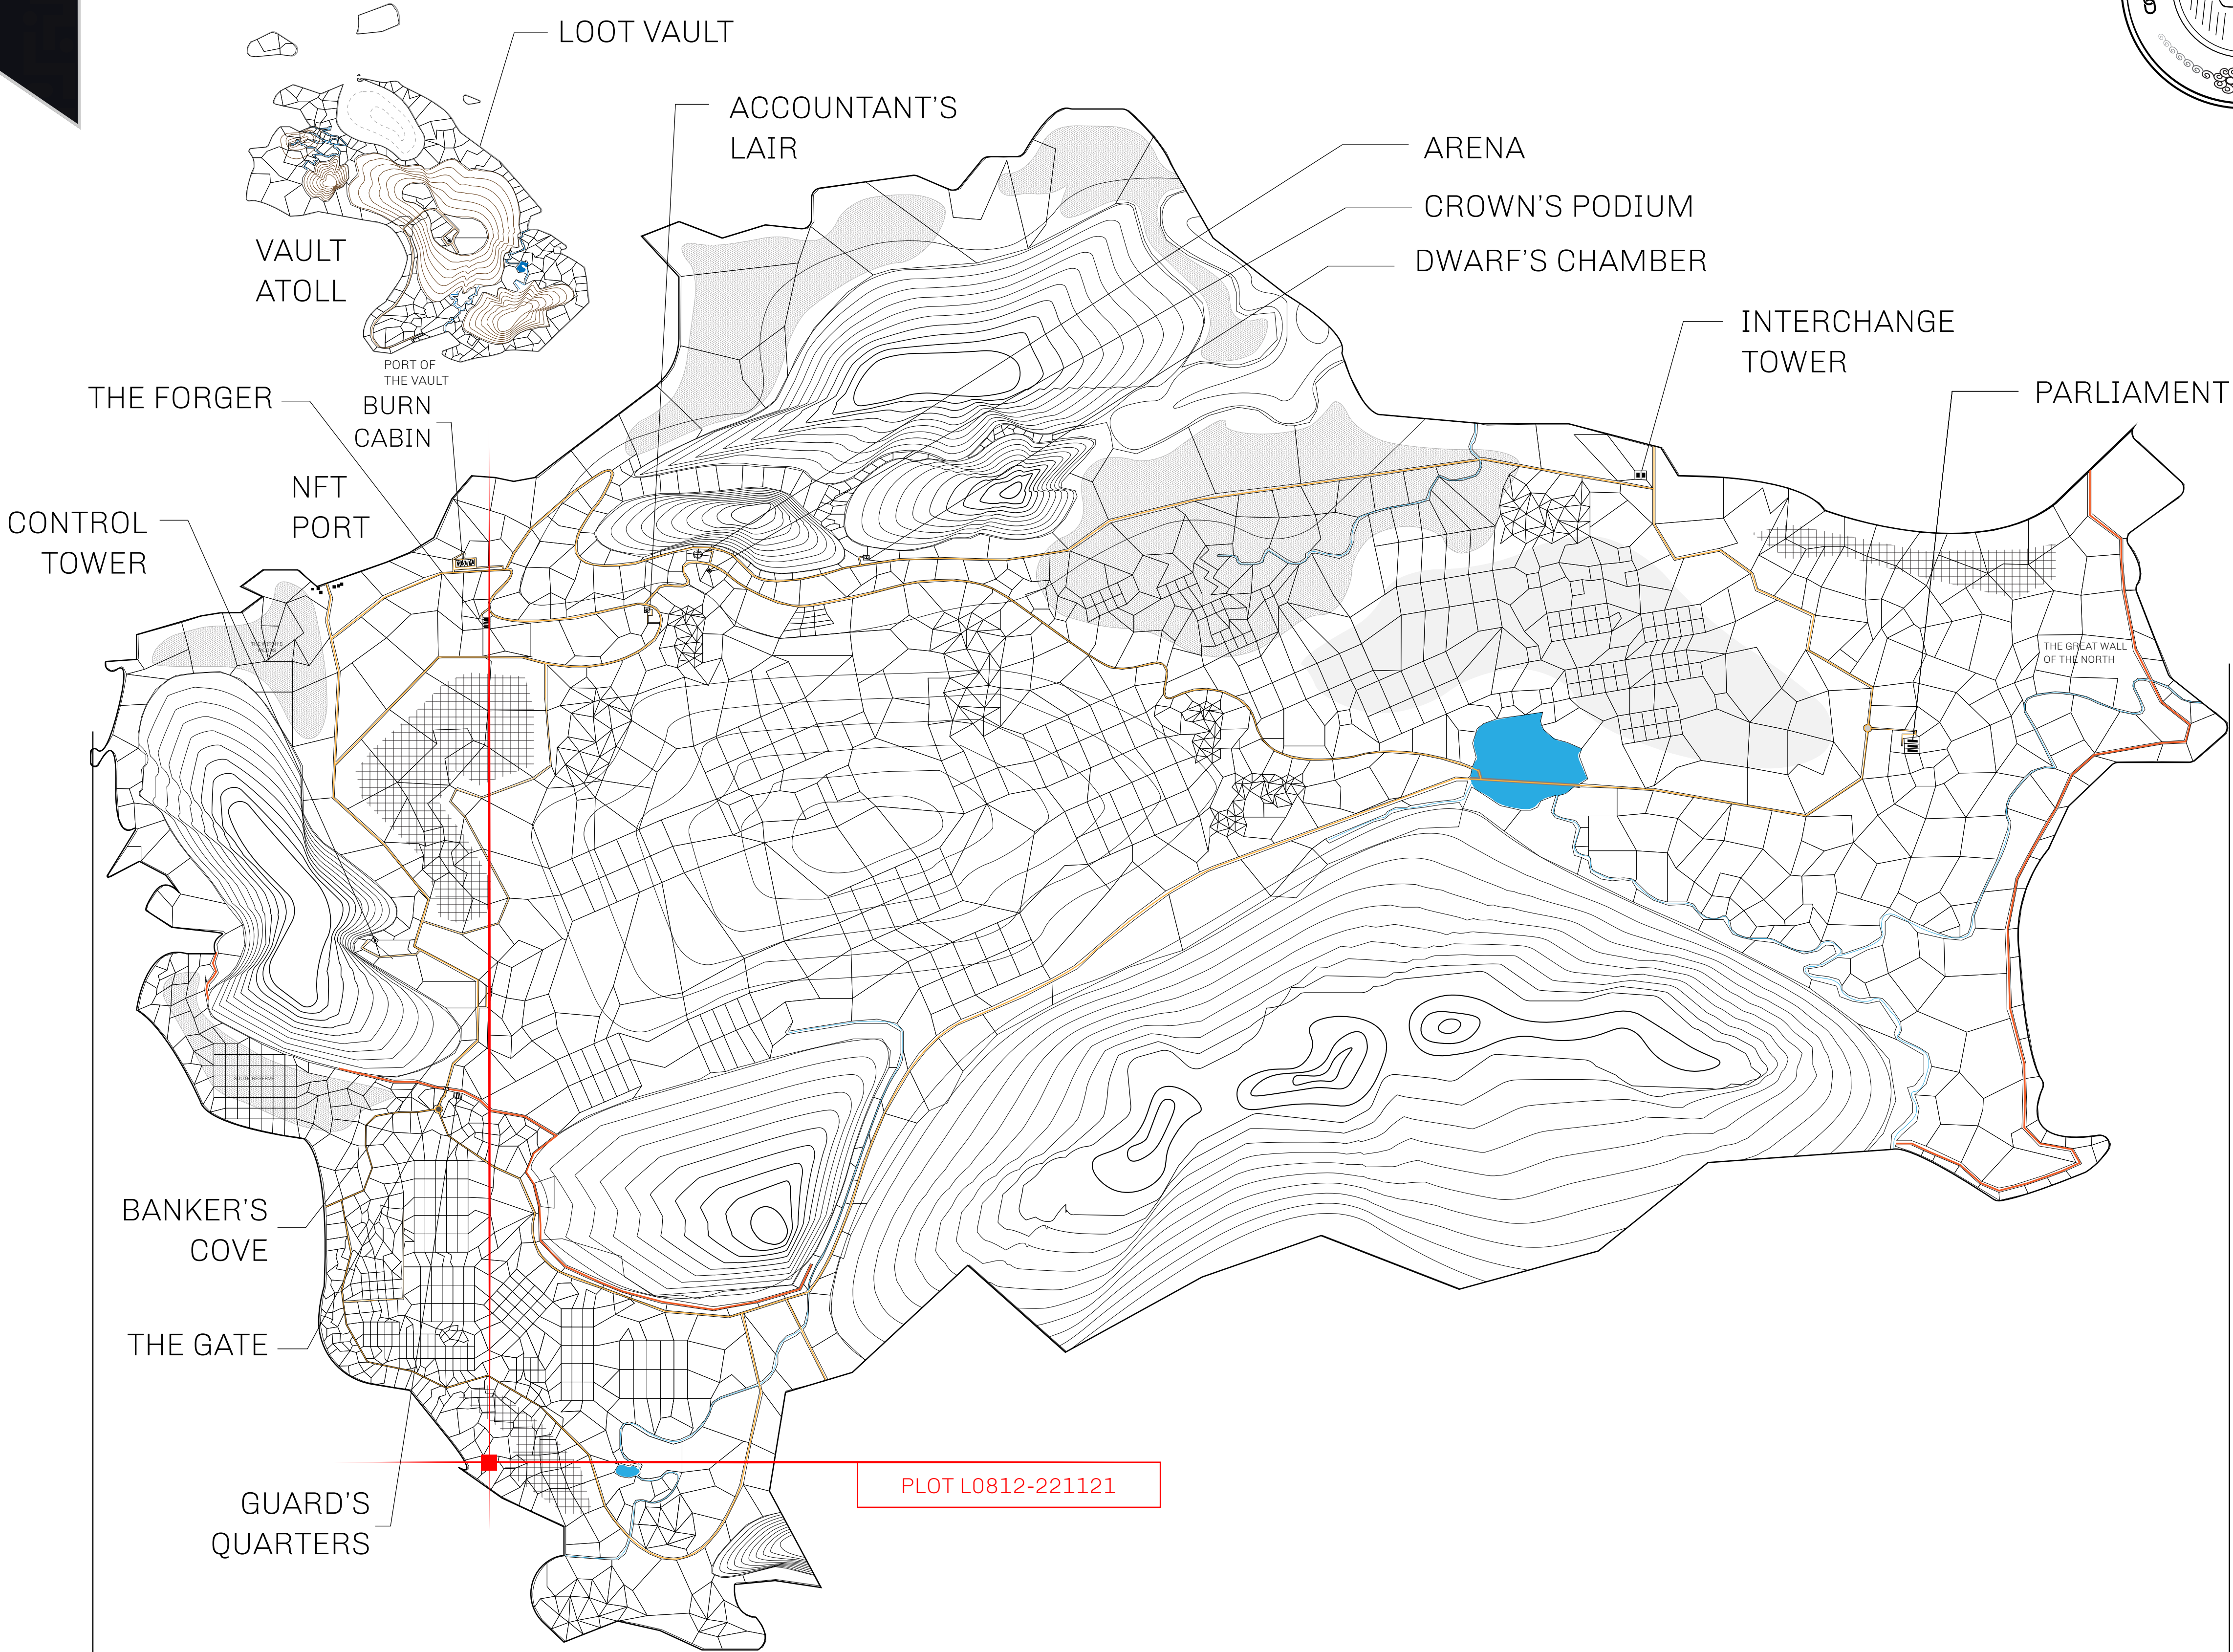 LOOT VAULT
ACCOUNTANT'S
LAIR
ARENA
CROWN'S PODIUM
DWARF'S CHAMBER
VAULT
ATOLL
INTERCHANGE
TOWER
PORT OF
THE VAULT
PARLIAMENT
THE FORGER
BURN
CABIN
NFT
PORT
CONTROL
TOWER
THE GREAT WALL
OF THE NORTH
SOUTH RESERVE
BANKER'S
COVE
THE GATE
PLOT L0812-221121
GUARD'S
QUARTERS